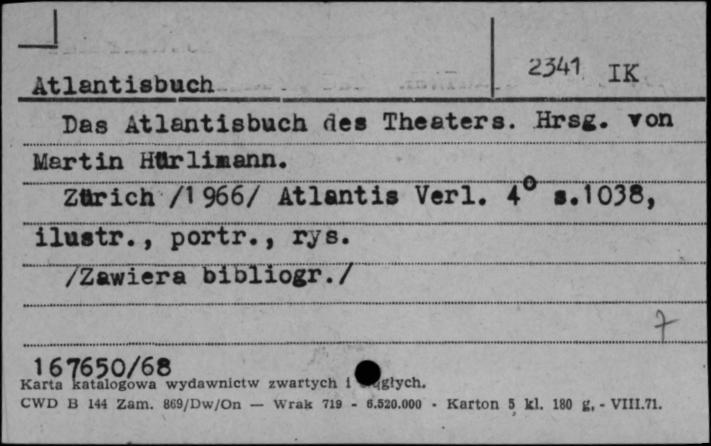 2341 IK
Atlantisbuch
Das Atlantisbuch des Theaters. Hrsg. von
Martin Hürlimann.
Zürich /1966/ Atlantis Verl. 4° s.1038,
ilustr., portr., rys.
/Zawiera bibliogr./
7
167650/68
Karta katalogowa wydawnictw zwartych i ciągłych.
CWD B 144 Zam. 869/Dw/On — Wrak 719 - 6.520.000 - Karton 5 kl. 180 g. - VIII.71.